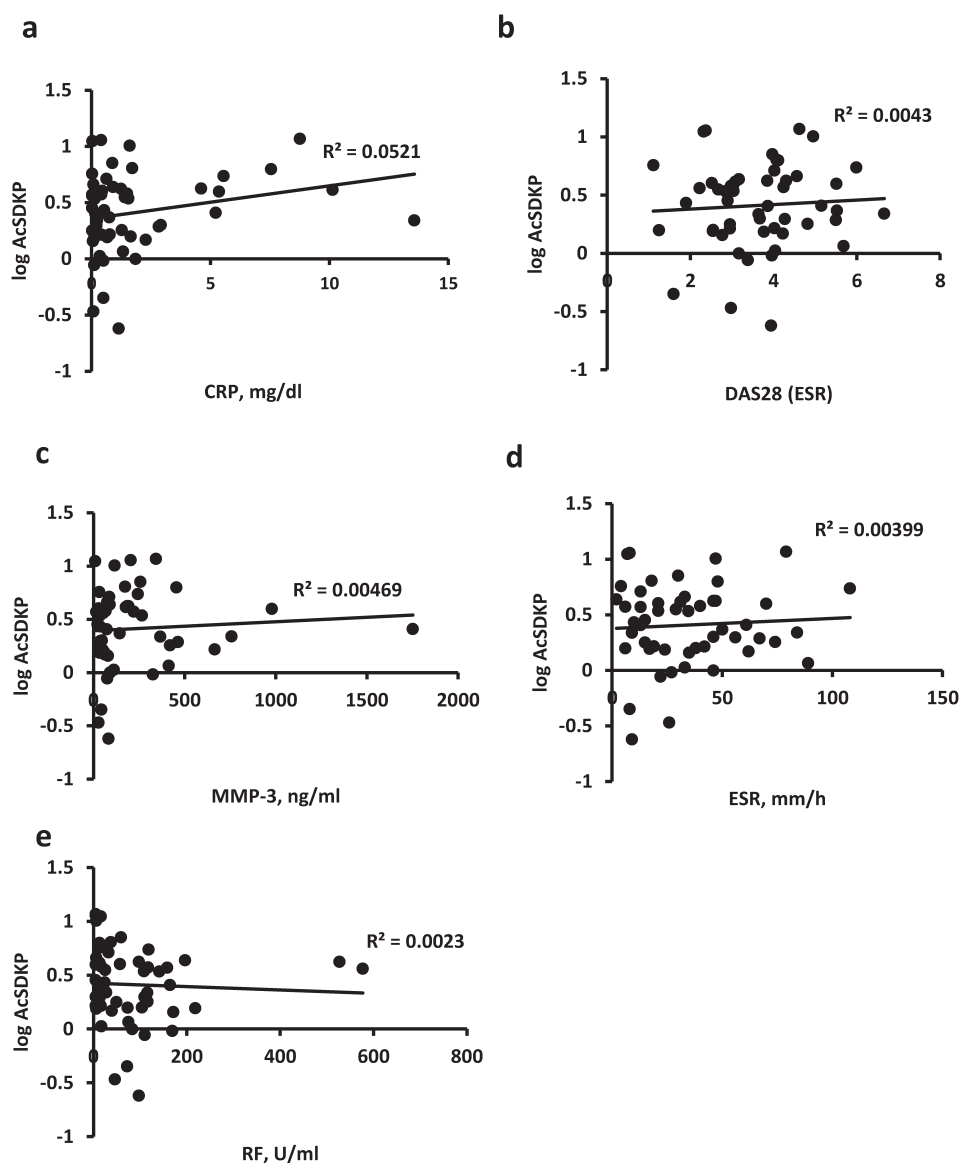 a
1.5
1
0.5
0
-0.5
-1
log AcSDKP
R² = 0.0521
0 5 10 15
CRP, mg/dl
b
1.5
1
0.5
0
-0.5
-1
log AcSDKP
R² = 0.0043
0 2 4 6 8
DAS28 (ESR)
c
1.5
1
0.5
0
-0.5
-1
log AcSDKP
R² = 0.00469
0 500 1000 1500 2000
MMP-3, ng/ml
d
1.5
1
0.5
0
-0.5
-1
log AcSDKP
R² = 0.00399
0 50 100 150
ESR, mm/h
e
1.5
1
0.5
0
-0.5
-1
log AcSDKP
R² = 0.0023
0 200 400 600 800
RF, U/ml